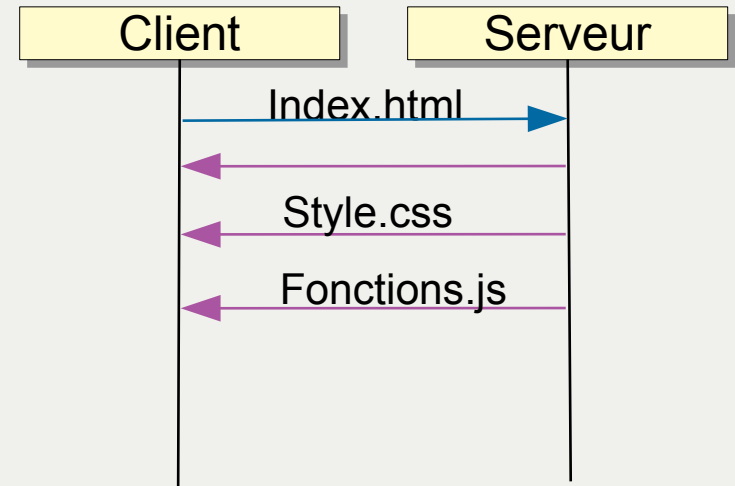 Client
Serveur
Index.html
Style.css
Fonctions.js